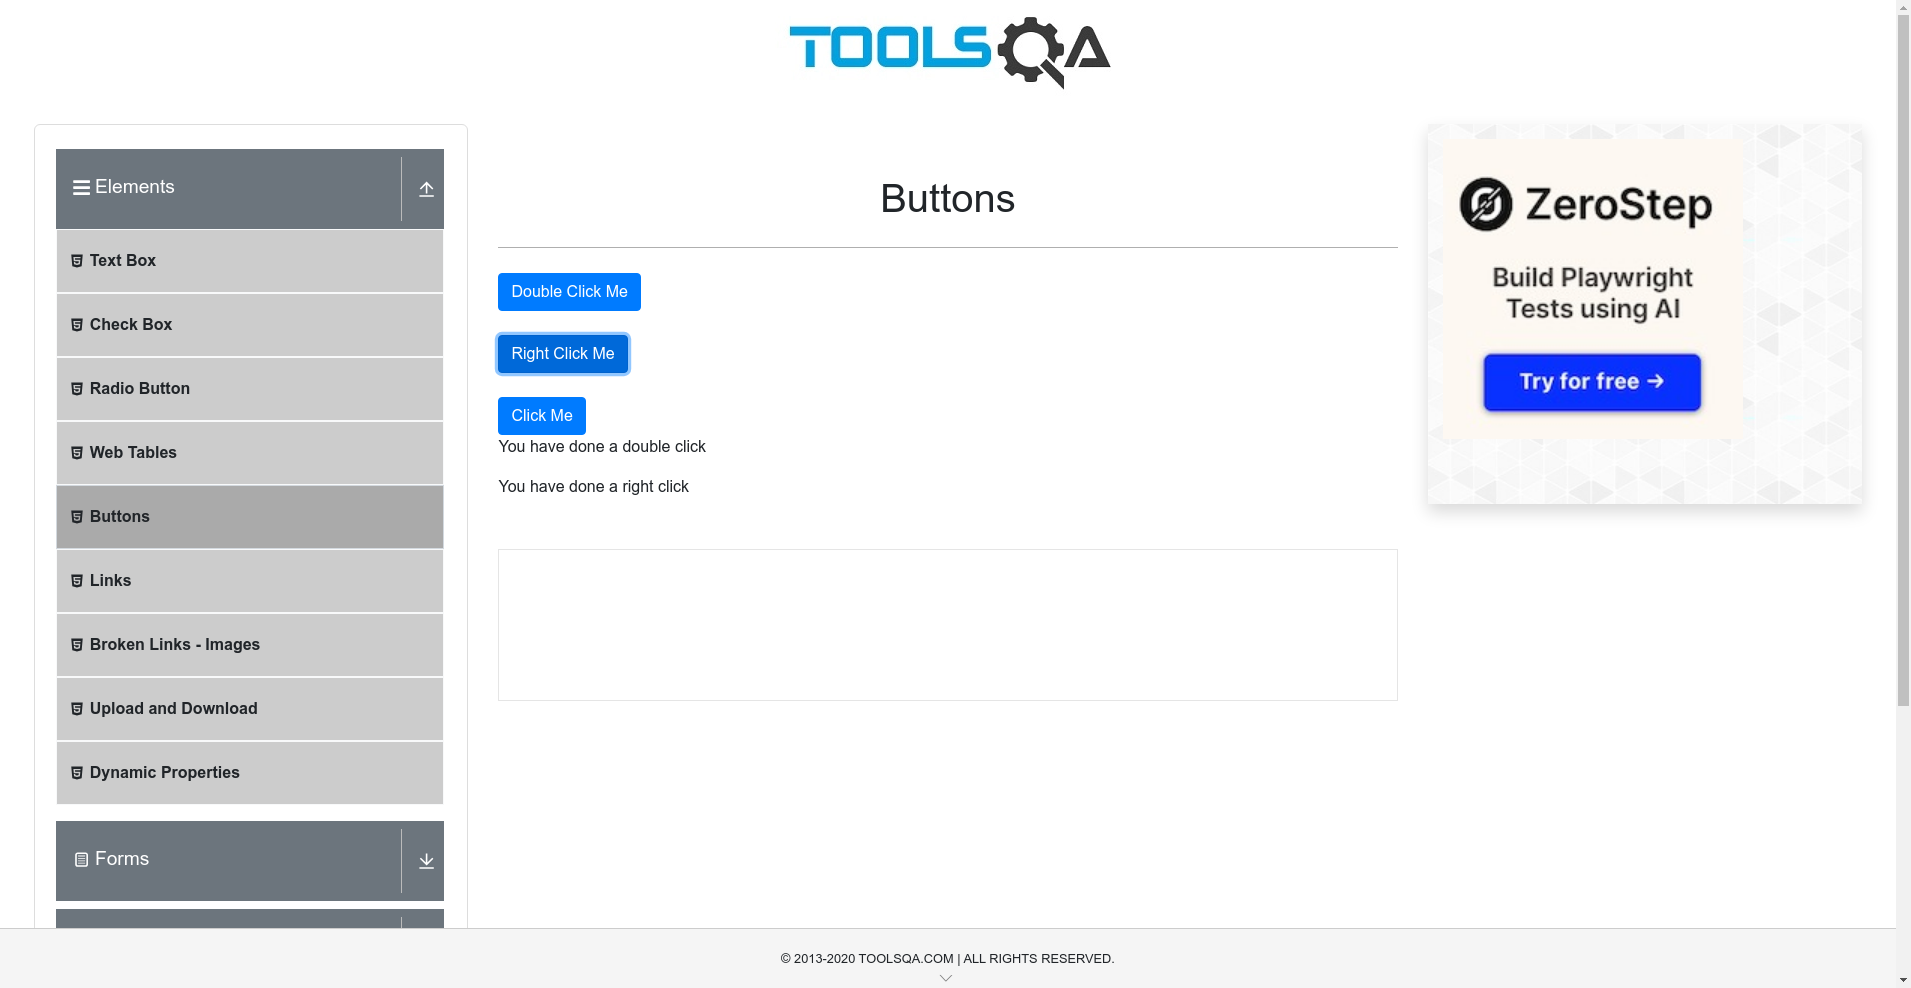 TOOLSQA
Elements
Text Box
Check Box
Radio Button
Web Tables
Buttons
Links
Broken Links - Images
Upload and Download
Dynamic Properties
Forms
Buttons
Double Click Me
Right Click Me
Click Me
You have done a double click
You have done a right click
ZeroStep
Build Playwright
Tests using AI
Try for free →
© 2013-2020 TOOLSQA.COM | ALL RIGHTS RESERVED.